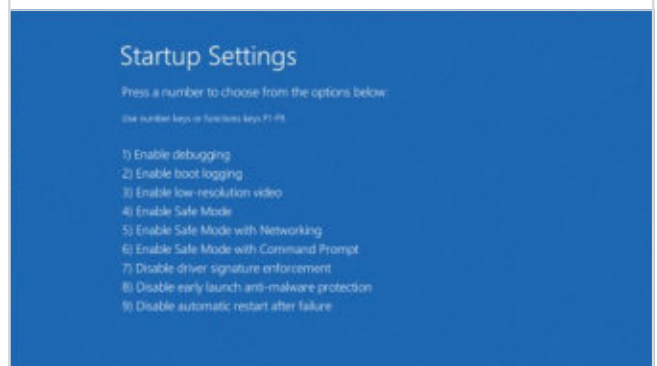 Startup Settings
Press a number to choose from the options below:
Use number keys or functions keys F1-F9.
1) Enable debugging
2) Enable boot logging
3) Enable low-resolution video
4) Enable Safe Mode
5) Enable Safe Mode with Networking
6) Enable Safe Mode with Command Prompt
7) Disable driver signature enforcement
8) Disable early launch anti-malware protection
9) Disable automatic restart after failure